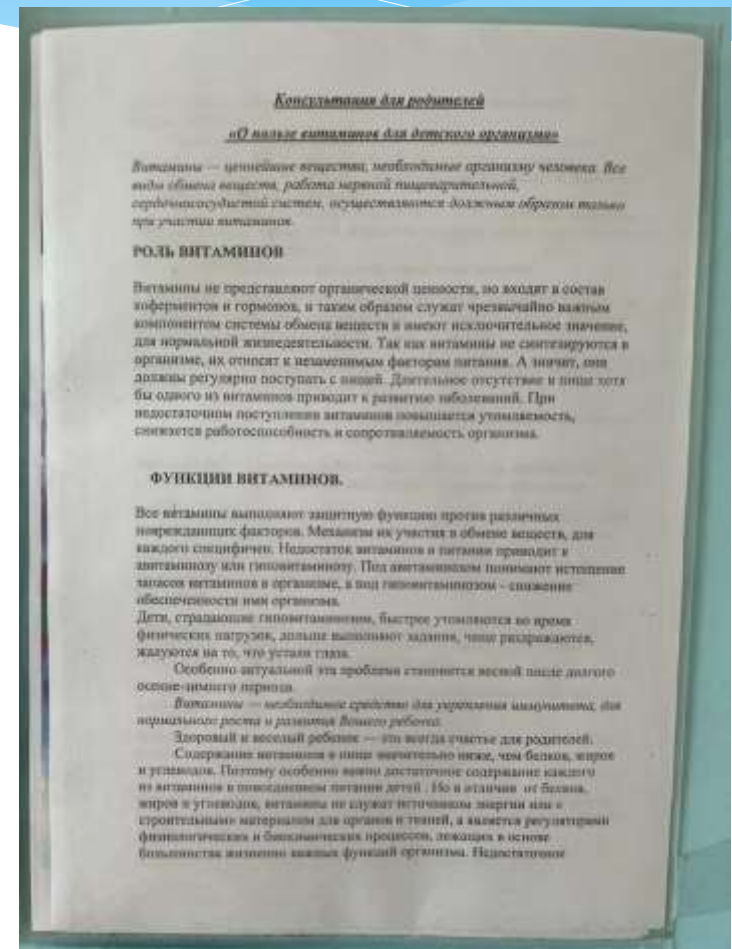 Консультация для родителей
«О пользе витаминов для детского организма»
Витамины — ценнейшие вещества, необходимые организму человека. Все
виды обмена веществ, работа нервной пищеварительной,
сердечнососудистой систем, осуществляются должным образом только
при участии витаминов.
РОЛЬ ВИТАМИНОВ
Витамины не представляют органической ценности, но входят в состав
коферментов и гормонов, и таким образом служат чрезвычайно важным
компонентом системы обмена веществ и имеют исключительное значение,
для нормальной жизнедеятельности. Так как витамины не синтезируются в
организме, их относят к незаменимым факторам питания. А значит, они
должны регулярно поступать с пищей. Длительное отсутствие в пище хотя
бы одного из витаминов приводит к развитию заболеваний. При
недостаточном поступлении витаминов повышается утомляемость,
снижается работоспособность и сопротивляемость организма.
ФУНКЦИИ ВИТАМИНОВ.
Все витамины выполняют защитную функцию против различных
повреждающих факторов. Механизм их участия в обмене веществ, для
каждого специфичен. Недостаток витаминов в питании приводит к
авитаминозу или гиповитаминозу. Под авитаминозом понимают истощение
запасов витаминов в организме, а под гиповитаминозом - снижение
обеспеченности ими организма.
Дети, страдающие гиповитаминозом, быстрее утомляются во время
физических нагрузок, дольше выполняют задания, чаще раздражаются,
жалуются на то, что устали глаза.
Особенно актуальной эта проблема становится весной после долгого
осенне-зимнего периода.
Витамины — необходимое средство для укрепления иммунитета, для
нормального роста и развития Вашего ребенка.
Здоровый и веселый ребенок — это всегда счастье для родителей.
Содержание витаминов в пище значительно ниже, чем белков, жиров
и углеводов. Поэтому особенно важно достаточное содержание каждого
из витаминов в повседневном питании детей . Но в отличие от белков,
жиров и углеводов, витамины не служат источником энергии или «
строительным» материалом для органов и тканей, а является регуляторами
физиологических и биохимических процессов, лежащих в основе
большинства жизненно важных функций организма. Недостаточное